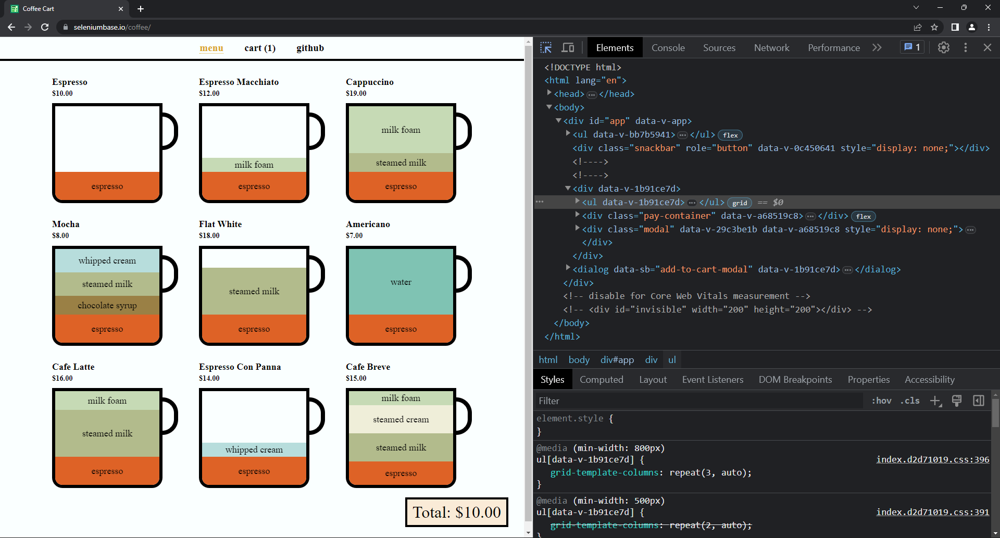 Coffee Cart
seleniumbase.io/coffee/
menu cart (1) github
Espresso
$10.00
espresso
Espresso Macchiato
$12.00
milk foam
espresso
Cappuccino
$19.00
milk foam
steamed milk
espresso
Mocha
$8.00
whipped cream
steamed milk
chocolate syrup
espresso
Flat White
$18.00
steamed milk
espresso
Americano
$7.00
water
espresso
Cafe Latte
$16.00
milk foam
steamed milk
espresso
Espresso Con Panna
$14.00
whipped cream
espresso
Cafe Breve
$15.00
milk foam
steamed cream
steamed milk
espresso
Total: $10.00
Elements Console Sources Network Performance 1
<!DOCTYPE html>
<html lang="en">
<head>…</head>
<body>
<div id="app" data-v-app>
<ul data-v-bb7b5941>…</ul> flex
<div class="snackbar" role="button" data-v-0c450641 style="display: none;"></div>
<!---->
<!---->
<div data-v-1b91ce7d>
<ul data-v-1b91ce7d>…</ul> grid == $0
<div class="pay-container" data-v-a68519c8>…</div> flex
<div class="modal" data-v-29c3be1b data-v-a68519c8 style="display: none;">…
</div>
</div>
<dialog data-sb="add-to-cart-modal" data-v-1b91ce7d>…</dialog>
</div>
<!-- disable for Core Web Vitals measurement -->
<!-- <div id="invisible" width="200" height="200"></div> -->
</body>
</html>
html body div#app div ul
Styles Computed Layout Event Listeners DOM Breakpoints Properties Accessibility
Filter :hov .cls
element.style {
}
@media (min-width: 800px)
ul[data-v-1b91ce7d] { index.d2d71019.css:396
grid-template-columns: repeat(3, auto);
}
@media (min-width: 500px)
ul[data-v-1b91ce7d] { index.d2d71019.css:391
grid-template-columns: repeat(2, auto);
}